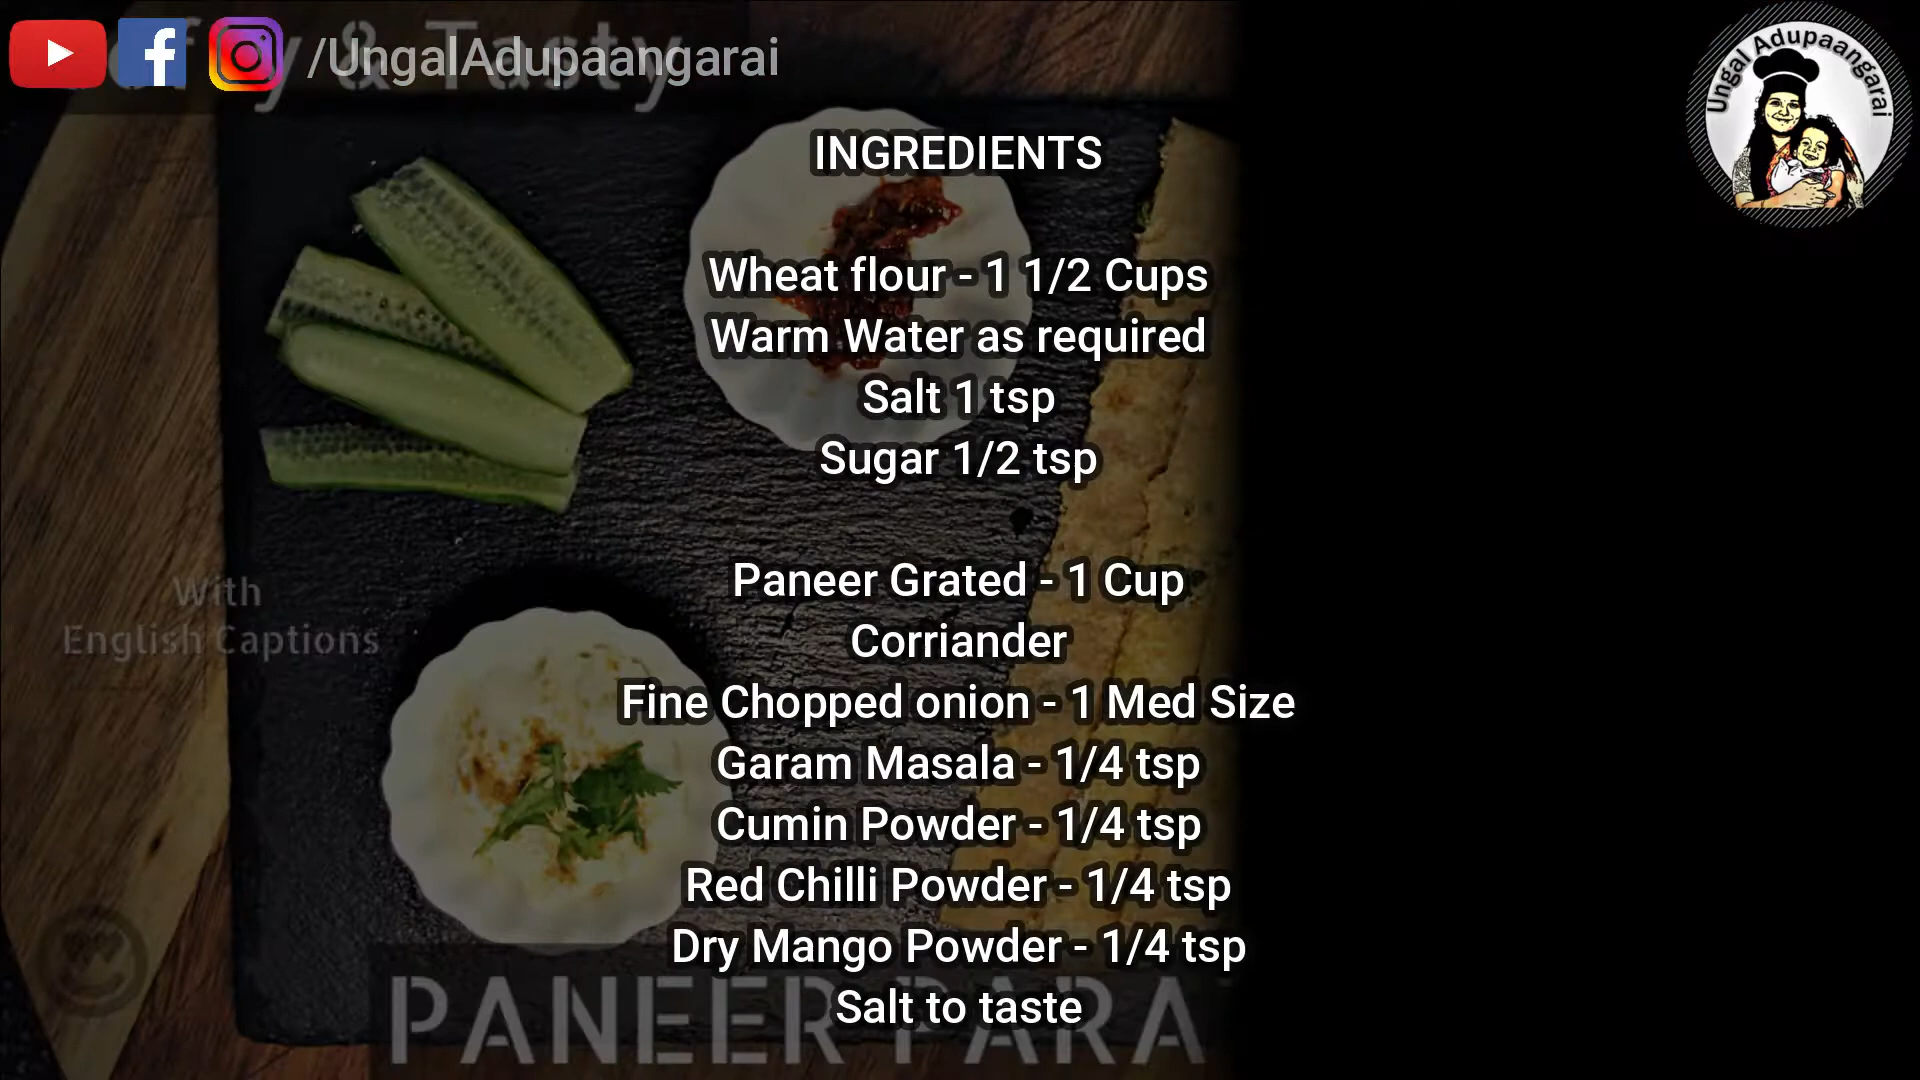 /UngalAdupaangarai
& Tasty
Ungal Adupaangarai
INGREDIENTS
Wheat flour - 1 1/2 Cups
Warm Water as required
Salt 1 tsp
Sugar 1/2 tsp
Paneer Grated - 1 Cup
Corriander
With
English Captions
Fine Chopped onion - 1 Med Size
Garam Masala - 1/4 tsp
Cumin Powder - 1/4 tsp
Red Chilli Powder - 1/4 tsp
Dry Mango Powder - 1/4 tsp
Salt to taste
PANEER PARA